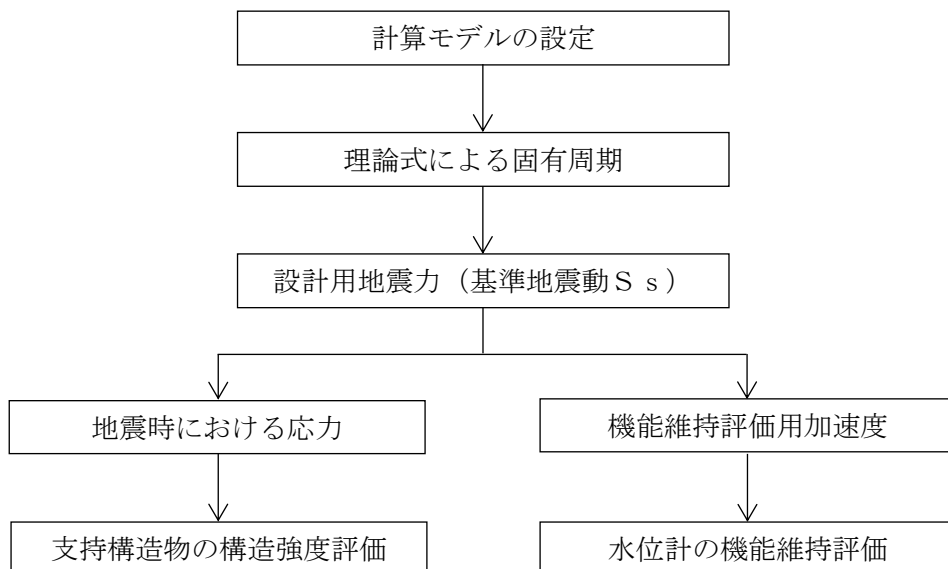 計算モデルの設定
理論式による固有周期
設計用地震力（基準地震動Ｓｓ）
地震時における応力
機能維持評価用加速度
支持構造物の構造強度評価
水位計の機能維持評価